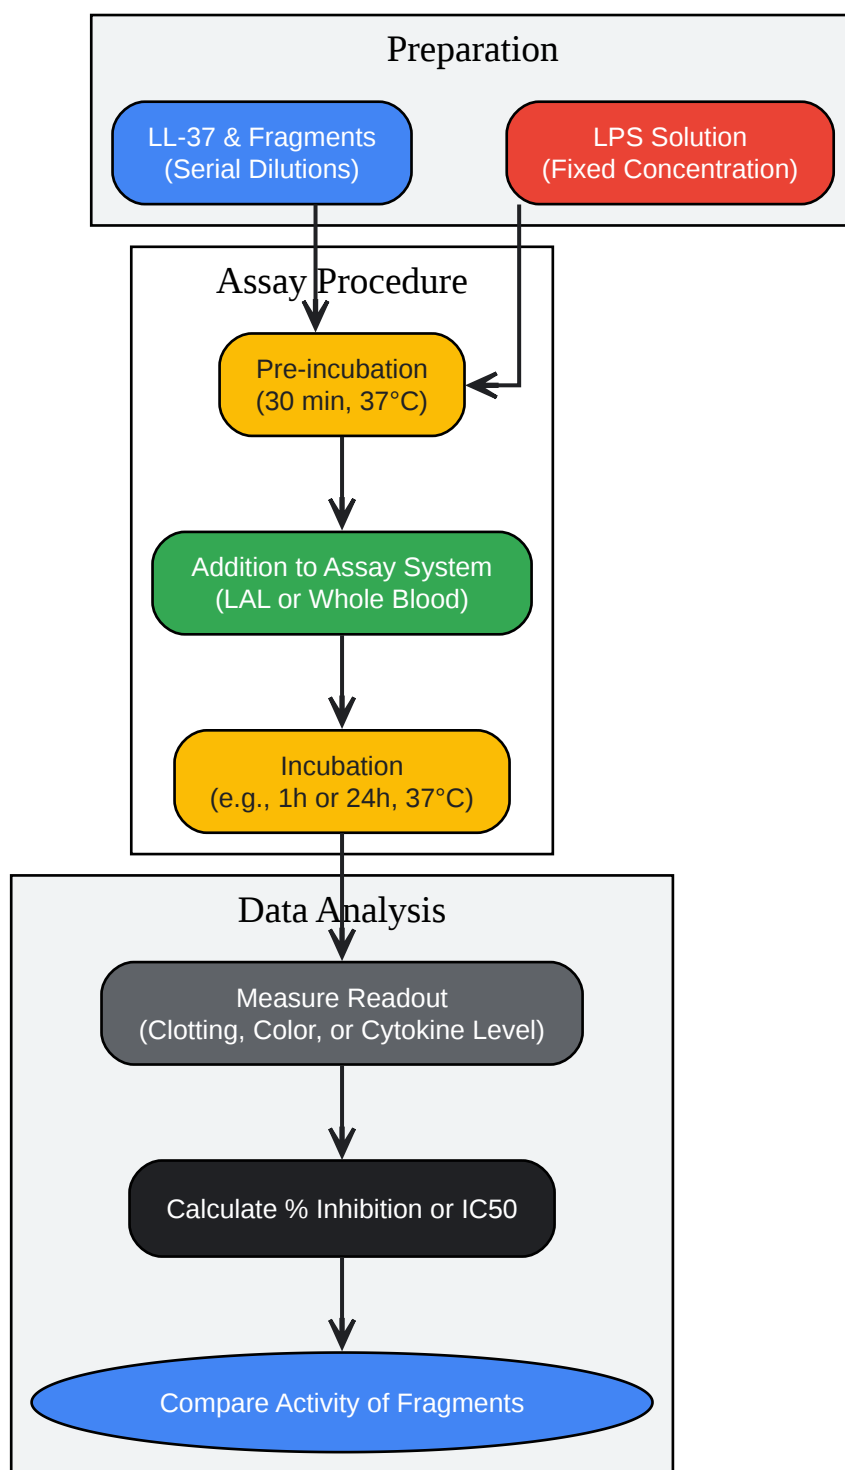 Preparation
LL-37 & Fragments
(Serial Dilutions)
LPS Solution
(Fixed Concentration)
Assay Procedure
Pre-incubation
(30 min, 37°C)
Addition to Assay System
(LAL or Whole Blood)
Incubation
(e.g., 1h or 24h, 37°C)
Data Analysis
Measure Readout
(Clotting, Color, or Cytokine Level)
Calculate % Inhibition or IC50
Compare Activity of Fragments